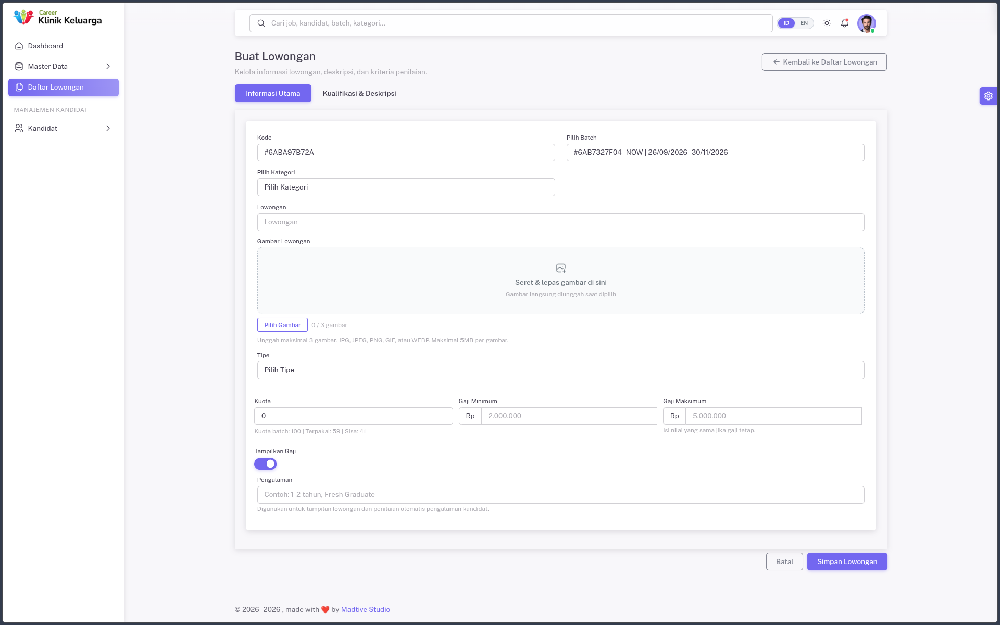 Career
Klinik Keluarga
Dashboard
Master Data
Daftar Lowongan
MANAJEMEN KANDIDAT
Kandidat
Cari job, kandidat, batch, kategori...
ID
EN
Buat Lowongan
Kelola informasi lowongan, deskripsi, dan kriteria penilaian.
← Kembali ke Daftar Lowongan
Informasi Utama
Kualifikasi & Deskripsi
Kode
#6ABA97B72A
Pilih Batch
#6AB7327F04 - NOW | 26/09/2026 - 30/11/2026
Pilih Kategori
Pilih Kategori
Lowongan
Lowongan
Gambar Lowongan
Seret & lepas gambar di sini
Gambar langsung diunggah saat dipilih
Pilih Gambar
0 / 3 gambar
Unggah maksimal 3 gambar. JPG, JPEG, PNG, GIF, atau WEBP. Maksimal 5MB per gambar.
Tipe
Pilih Tipe
Kuota
0
Kuota batch: 100 | Terpakai: 59 | Sisa: 41
Gaji Minimum
Rp
2.000.000
Gaji Maksimum
Rp
5.000.000
Isi nilai yang sama jika gaji tetap.
Tampilkan Gaji
Pengalaman
Contoh: 1-2 tahun, Fresh Graduate
Digunakan untuk tampilan lowongan dan penilaian otomatis pengalaman kandidat.
Batal
Simpan Lowongan
© 2026 - 2026 , made with ❤️ by Madtive Studio